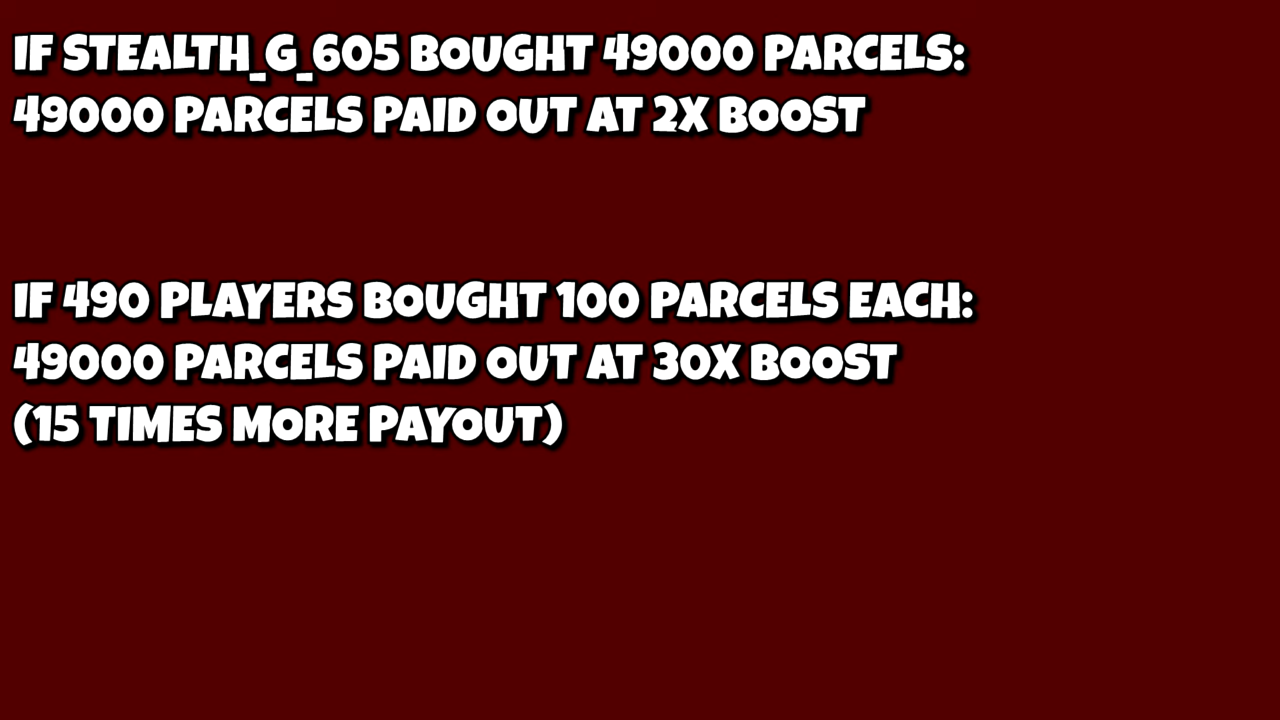 IF STEALTH_G_605 BOUGHT 49000 PARCELS:
49000 PARCELS PAID OUT AT 2X BOOST
IF 490 PLAYERS BOUGHT 100 PARCELS EACH:
49000 PARCELS PAID OUT AT 30X BOOST
(15 TIMES MORE PAYOUT)